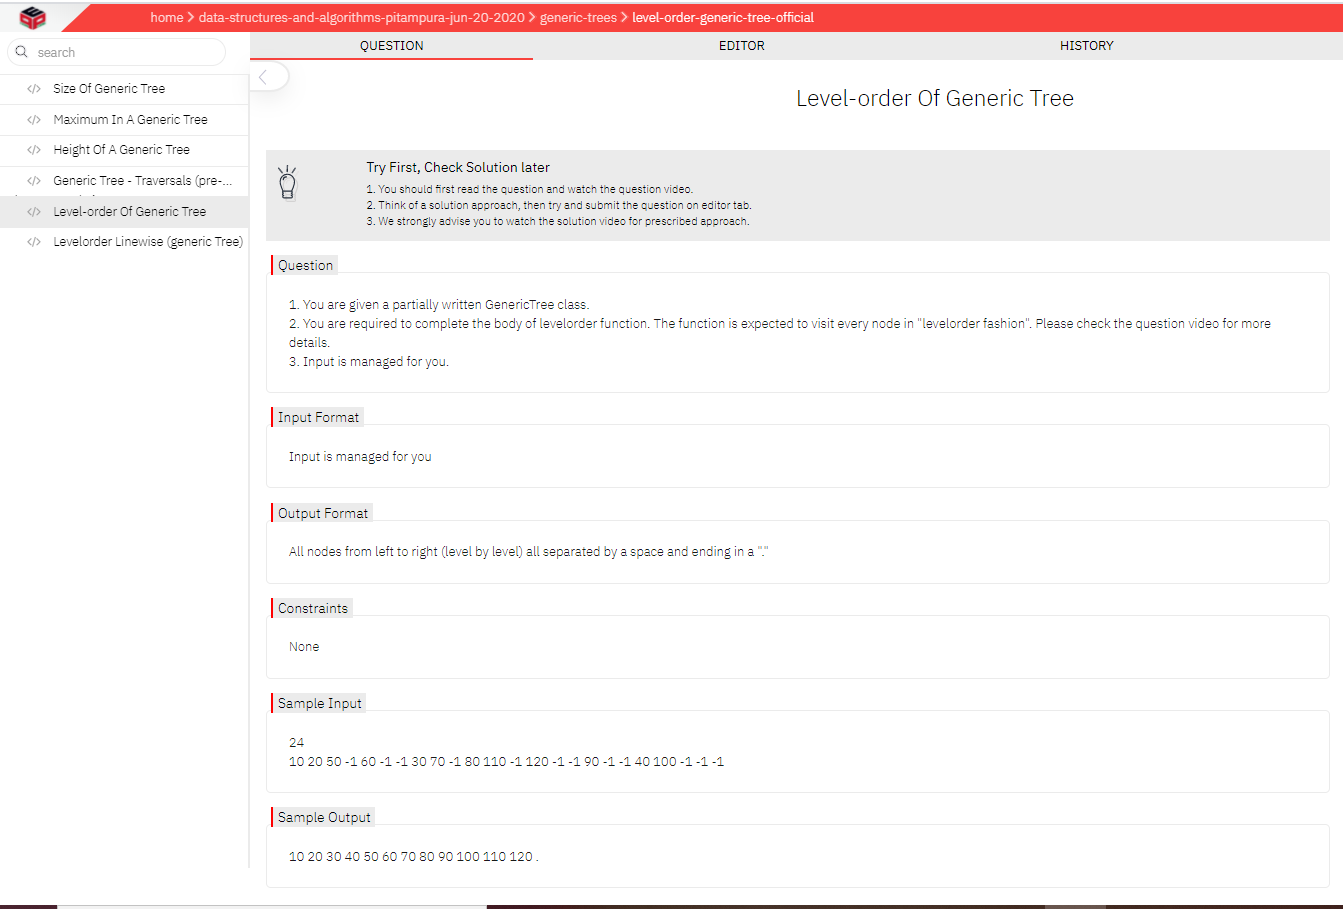 home > data-structures-and-algorithms-pitampura-jun-20-2020 > generic-trees > level-order-generic-tree-official
search
QUESTION
EDITOR
HISTORY
</> Size Of Generic Tree
</> Maximum In A Generic Tree
</> Height Of A Generic Tree
</> Generic Tree - Traversals (pre-...
</> Level-order Of Generic Tree
</> Levelorder Linewise (generic Tree)
Level-order Of Generic Tree
Try First, Check Solution later
1. You should first read the question and watch the question video.
2. Think of a solution approach, then try and submit the question on editor tab.
3. We strongly advise you to watch the solution video for prescribed approach.
Question
1. You are given a partially written GenericTree class.
2. You are required to complete the body of levelorder function. The function is expected to visit every node in "levelorder fashion". Please check the question video for more
details.
3. Input is managed for you.
Input Format
Input is managed for you
Output Format
All nodes from left to right (level by level) all separated by a space and ending in a "."
Constraints
None
Sample Input
24
10 20 50 -1 60 -1 -1 30 70 -1 80 110 -1 120 -1 -1 90 -1 -1 40 100 -1 -1 -1
Sample Output
10 20 30 40 50 60 70 80 90 100 110 120 .